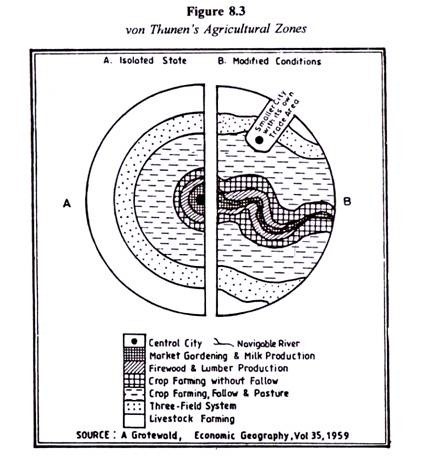 Figure 8.3
von Thunen's Agricultural Zones
A. Isolated State
B. Modified Conditions
Smaller City
with its own
Trade Area
A
B
Central City
Navigable River
Market Gardening & Milk Production
Firewood & Lumber Production
Crop Farming without Fallow
Crop Farming, Fallow & Pasture
Three-Field System
Livestock Farming
SOURCE : A Grotewald, Economic Geography, Vol 35, 1959